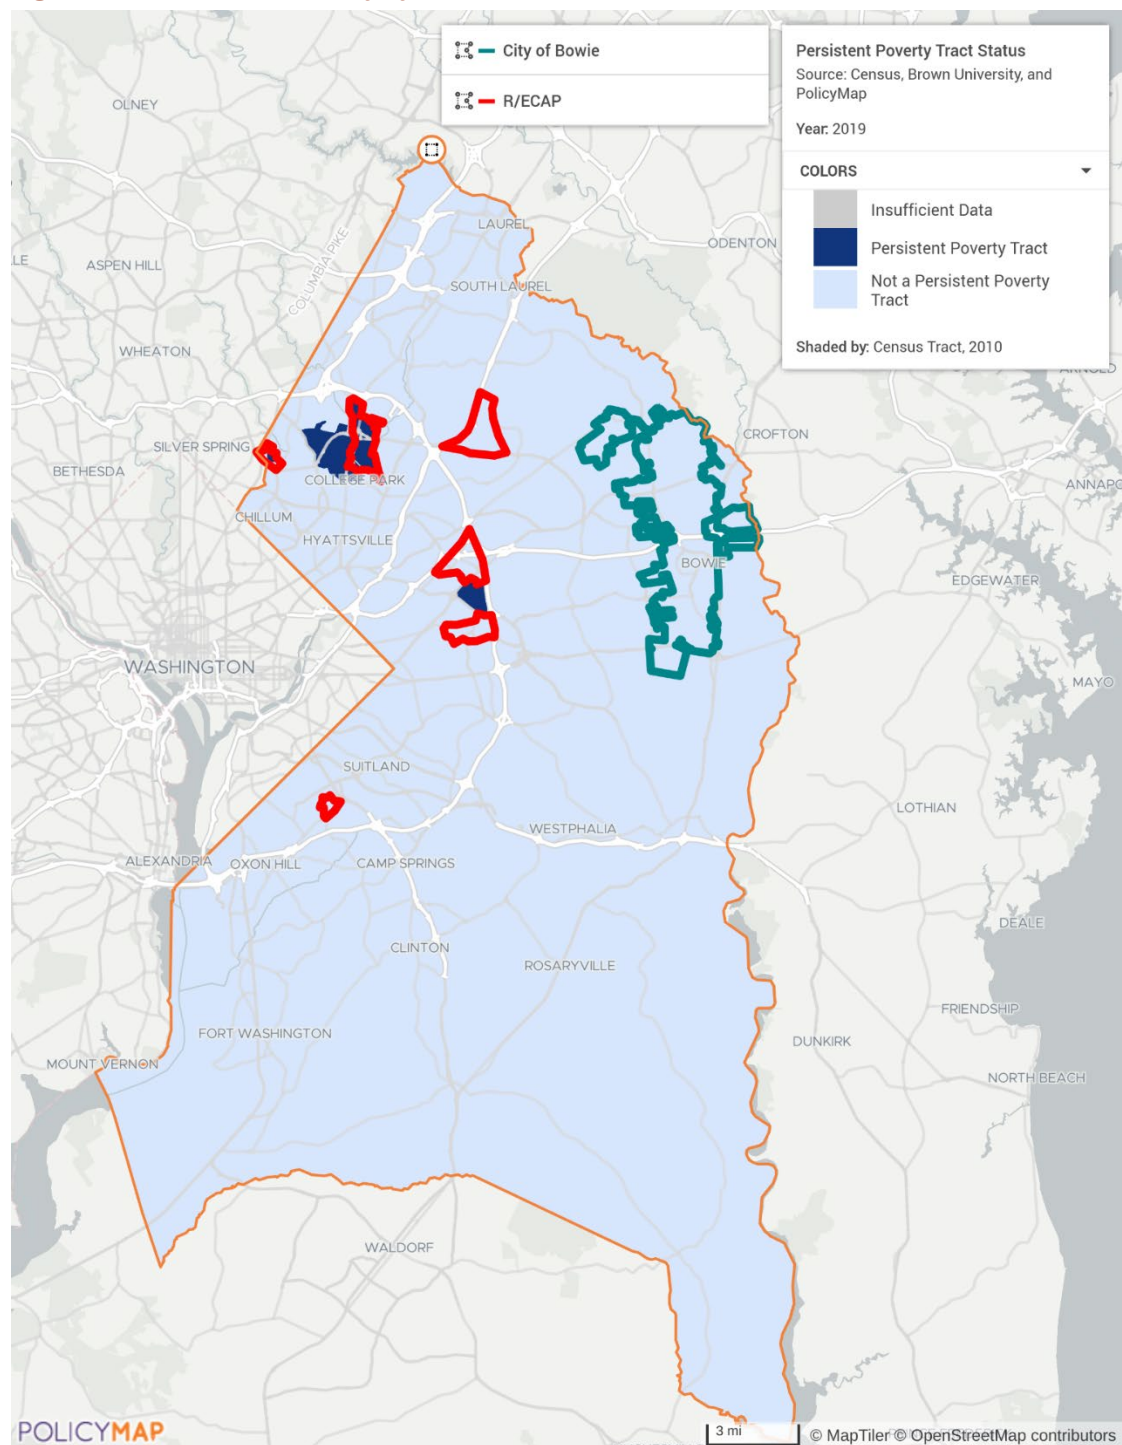 City of Bowie
R/ECAP
Persistent Poverty Tract Status
Source: Census, Brown University, and
PolicyMap
Year: 2019
COLORS
Insufficient Data
Persistent Poverty Tract
Not a Persistent Poverty
Tract
Shaded by: Census Tract, 2010
OLNEY
LAUREL
ODENTON
ASPEN HILL
COLUMBIA PIKE
SOUTH LAUREL
WHEATON
SILVER SPRING
CROFTON
BETHESDA
COLLEGE PARK
ANNAPO
CHILLUM
HYATTSVILLE
BOWIE
EDGEWATER
WASHINGTON
MAYO
SUITLAND
LOTHIAN
WESTPHALIA
ALEXANDRIA
OXON HILL
CAMP SPRINGS
DEALE
CLINTON
ROSARYVILLE
FRIENDSHIP
FORT WASHINGTON
DUNKIRK
MOUNT VERNON
NORTH BEACH
WALDORF
POLICYMAP
3 mi
© MapTiler © OpenStreetMap contributors